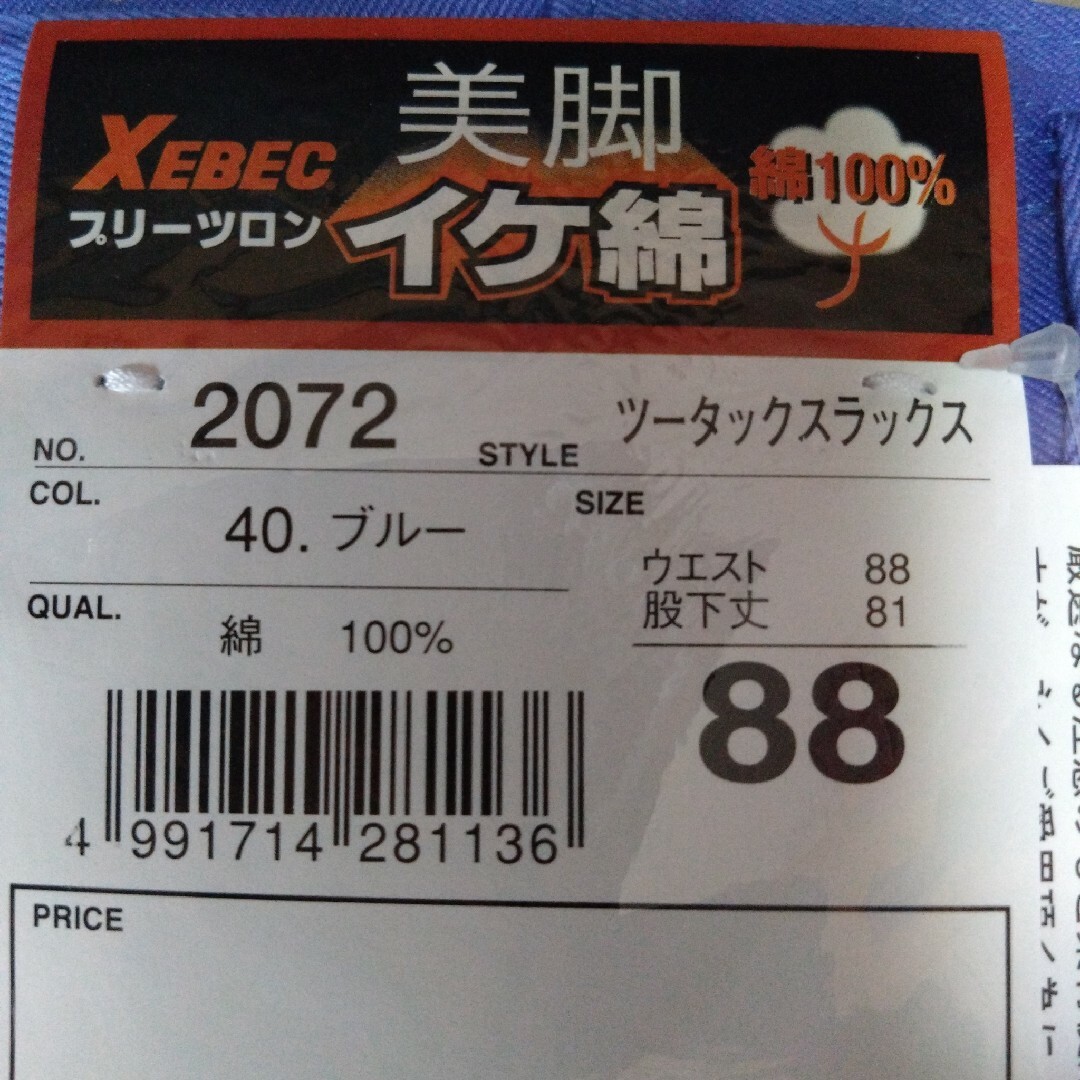 XEBEC
プリーツロン
美脚
イケ綿
綿100%
NO. 2072 STYLE ツータックスラックス
COL. 40. ブルー
SIZE
ウエスト 88
股下丈 81
88
QUAL. 綿 100%
4 991714 281136
PRICE